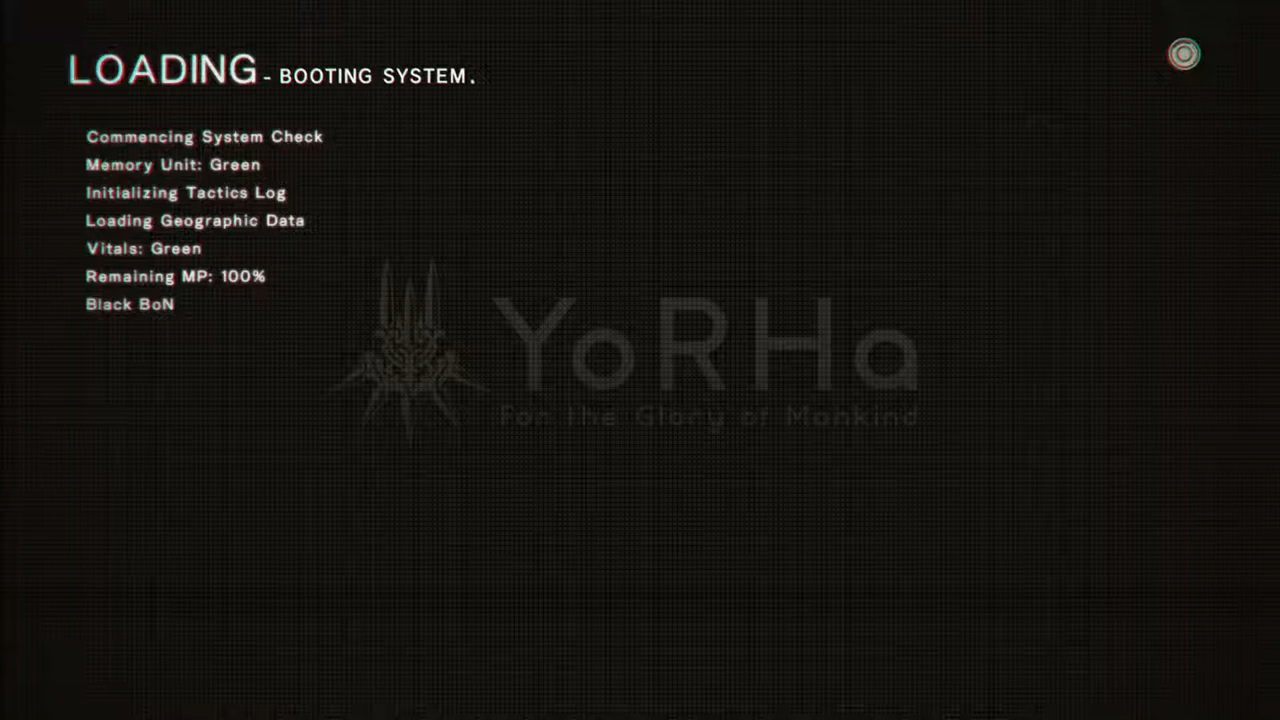 LOADING - BOOTING SYSTEM.
Commencing System Check
Memory Unit: Green
Initializing Tactics Log
Loading Geographic Data
Vitals: Green
Remaining MP: 100%
Black BoN
YoRHa
For the Glory of Mankind